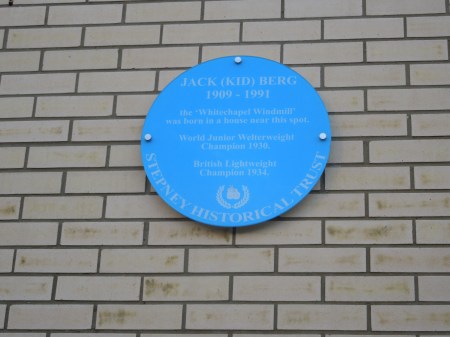 JACK (KID) BERG
1909 - 1991
the 'Whitechapel Windmill'
was born in a house near this spot.
World Junior Welterweight
Champion 1930.
British Lightweight
Champion 1934.
STEPNEY HISTORICAL TRUST